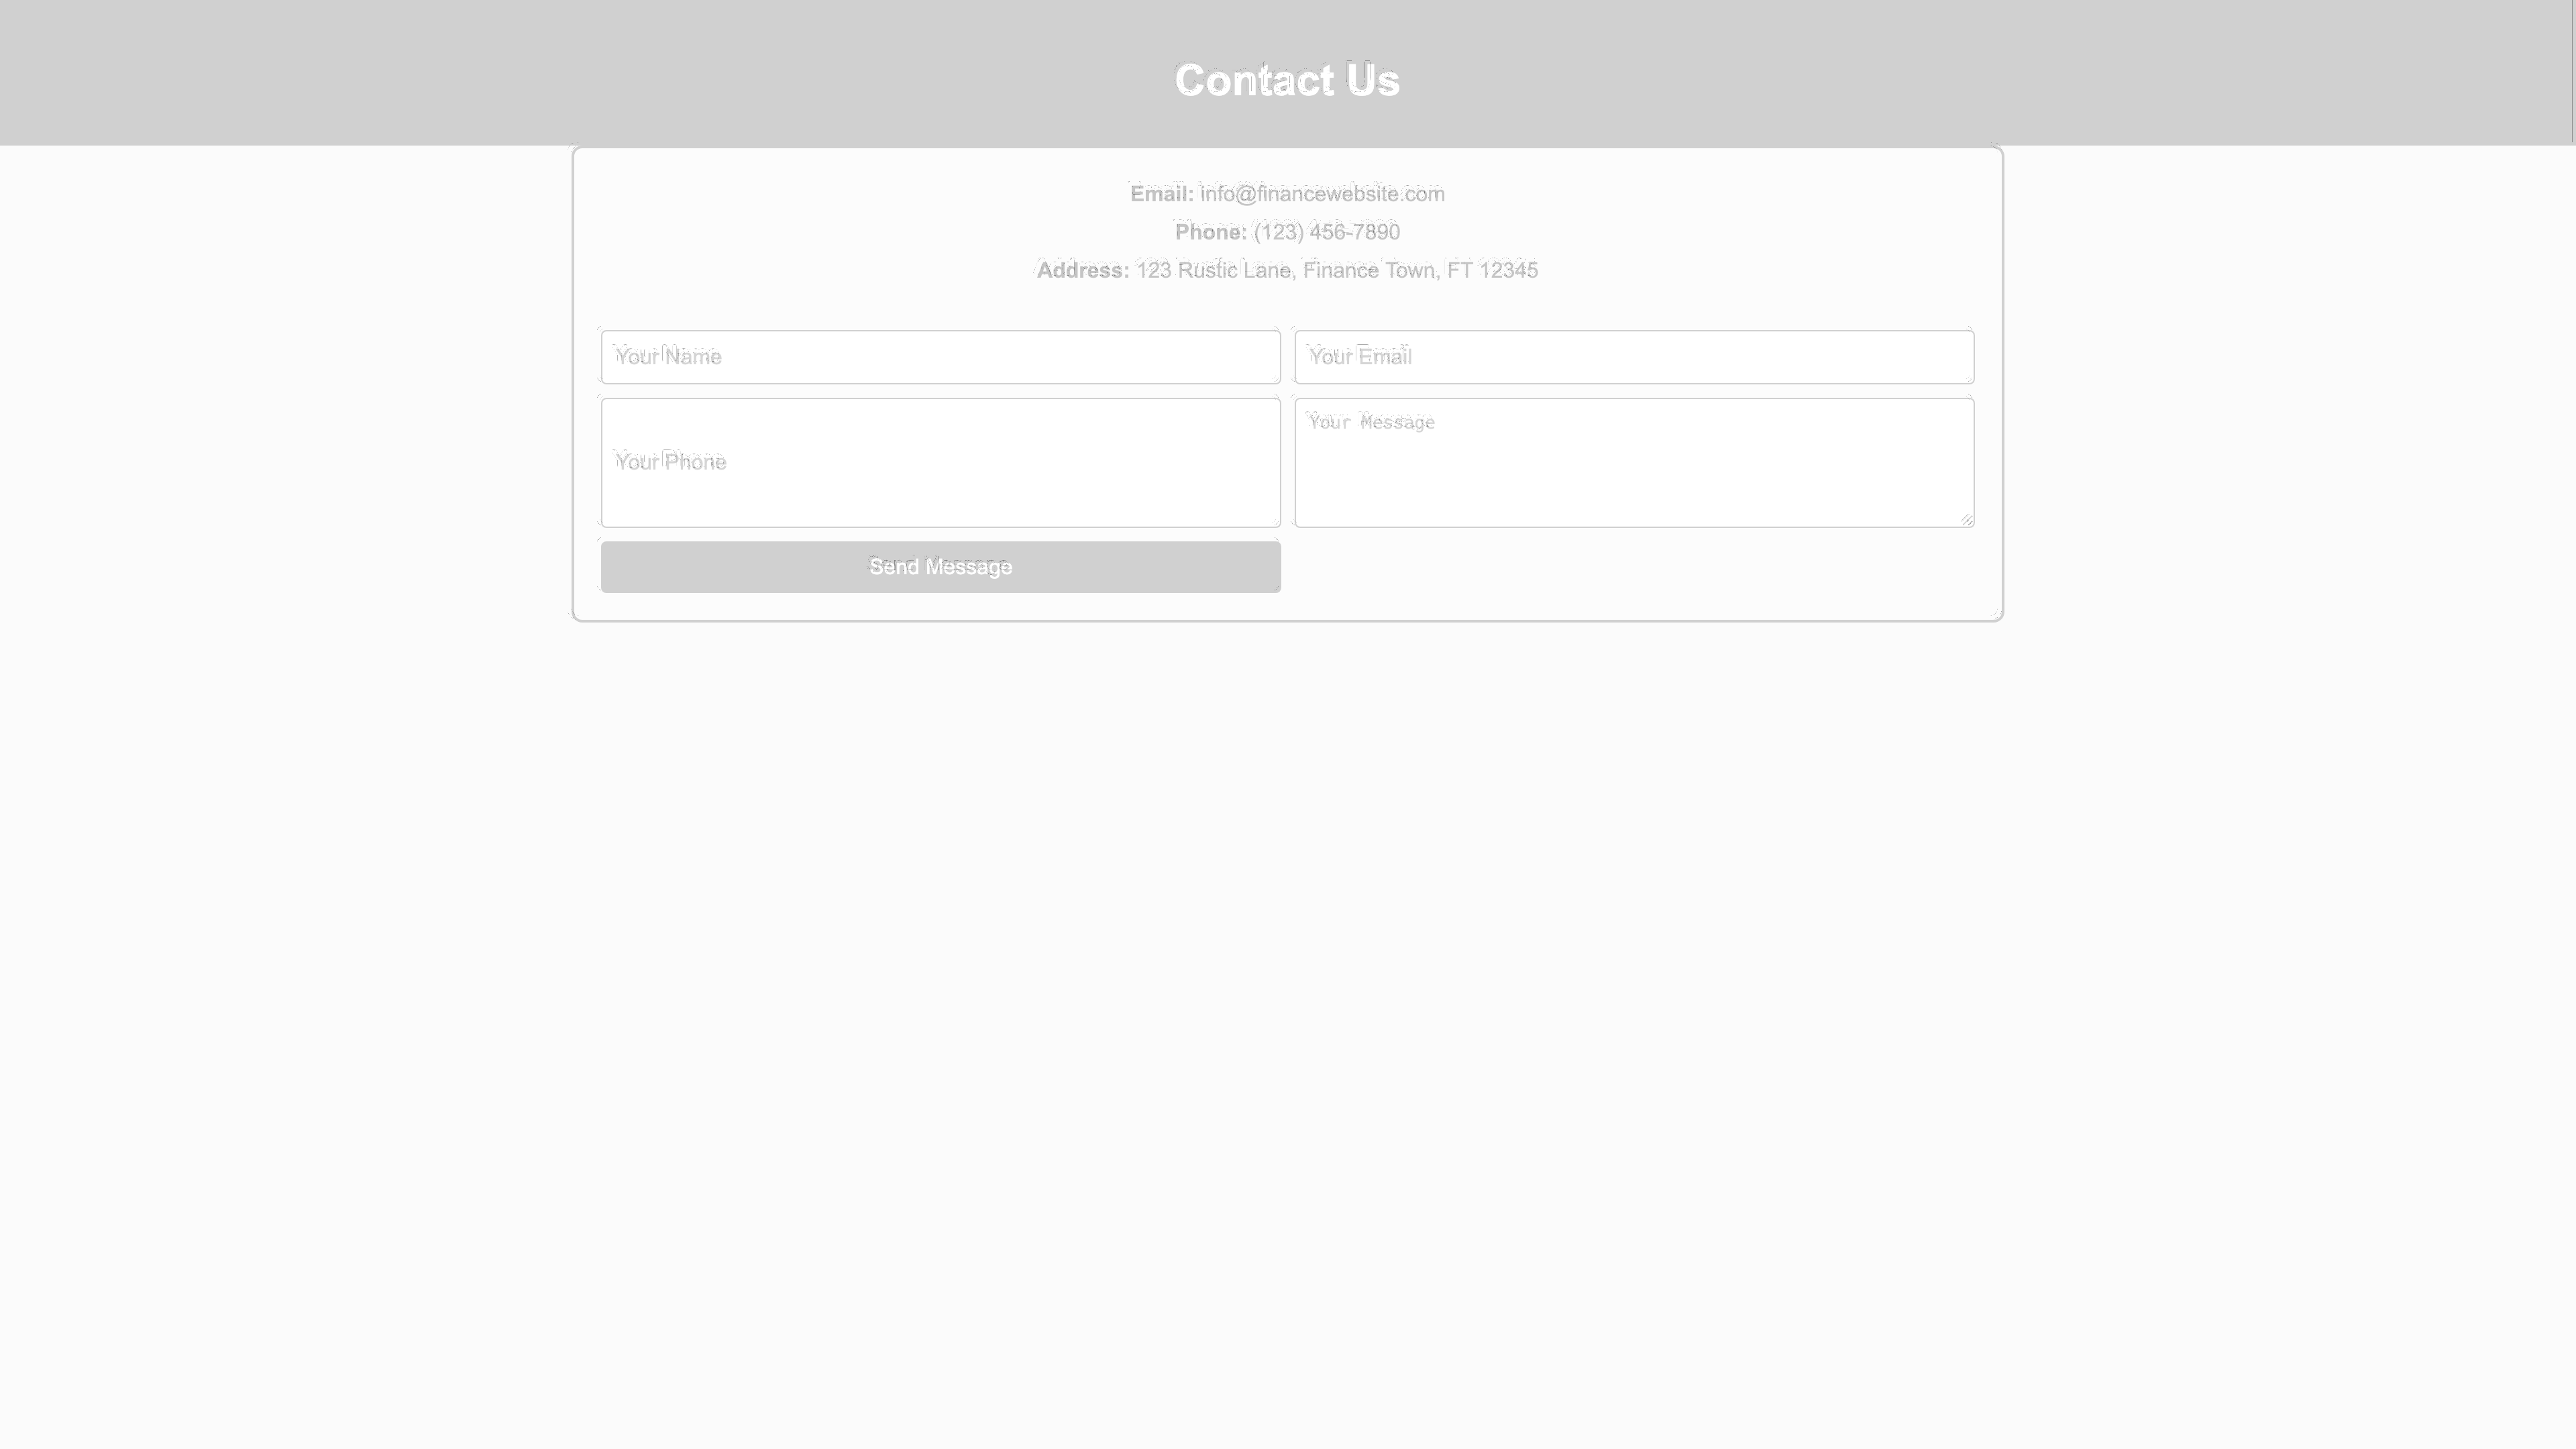 Contact Us
Email: info@financewebsite.com
Phone: (123) 456-7890
Address: 123 Rustic Lane, Finance Town, FT 12345
Your Name
Your Email
Your Phone
Your Message
Send Message